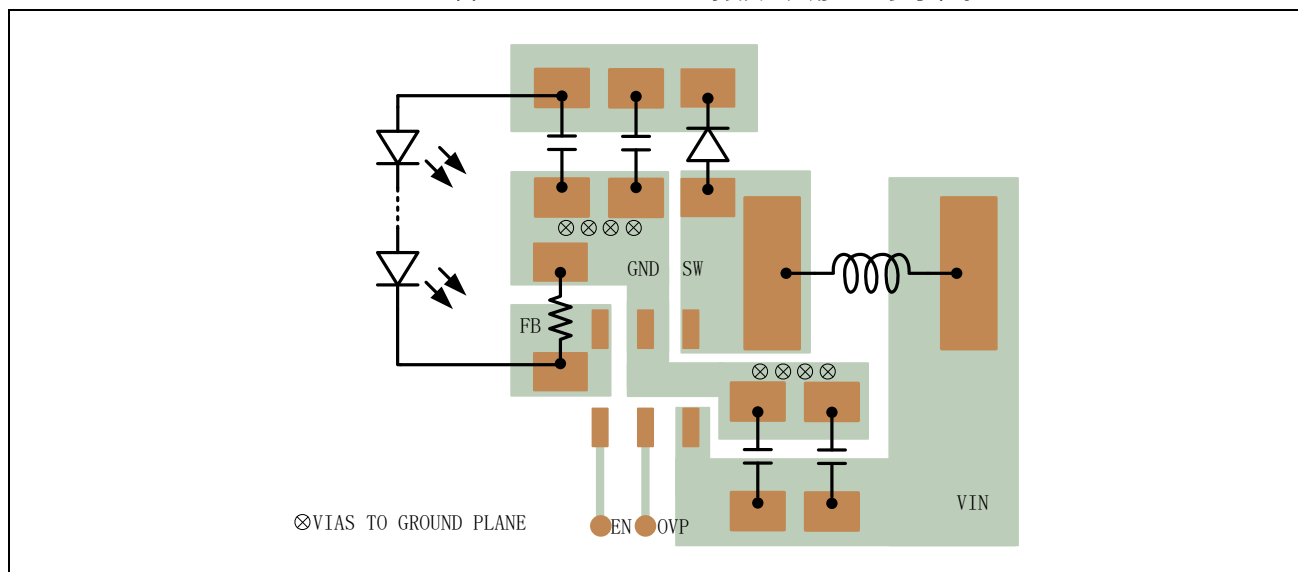 GND SW
FB
VIN
⊗VIAS TO GROUND PLANE
EN OVP